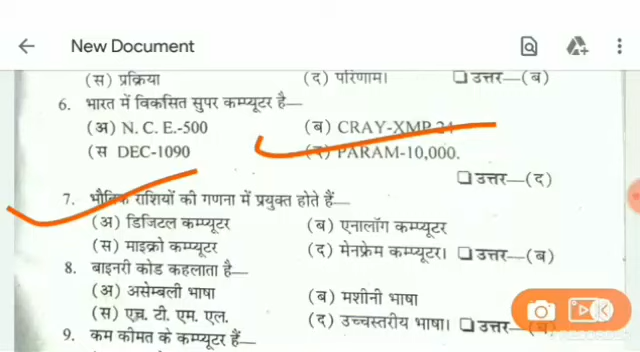 New Document
(स) प्रक्रिया (द) परिणाम। उत्तर—(ब)
6. भारत में विकसित सुपर कम्प्यूटर है—
(अ) N. C. E.-500 (ब) CRAY-XMP 24
(स DEC-1090 (द) PARAM-10,000.
उत्तर—(द)
7. भौतिक राशियों की गणना में प्रयुक्त होते हैं—
(अ) डिजिटल कम्प्यूटर (ब) एनालॉग कम्प्यूटर
(स) माइक्रो कम्प्यूटर (द) मेनफ्रेम कम्प्यूटर। उत्तर—(ब)
8. बाइनरी कोड कहलाता है—
(अ) असेम्बली भाषा (ब) मशीनी भाषा
(स) एच. टी. एम. एल. (द) उच्चस्तरीय भाषा। उत्तर—
9. कम कीमत के कम्प्यूटर हैं—